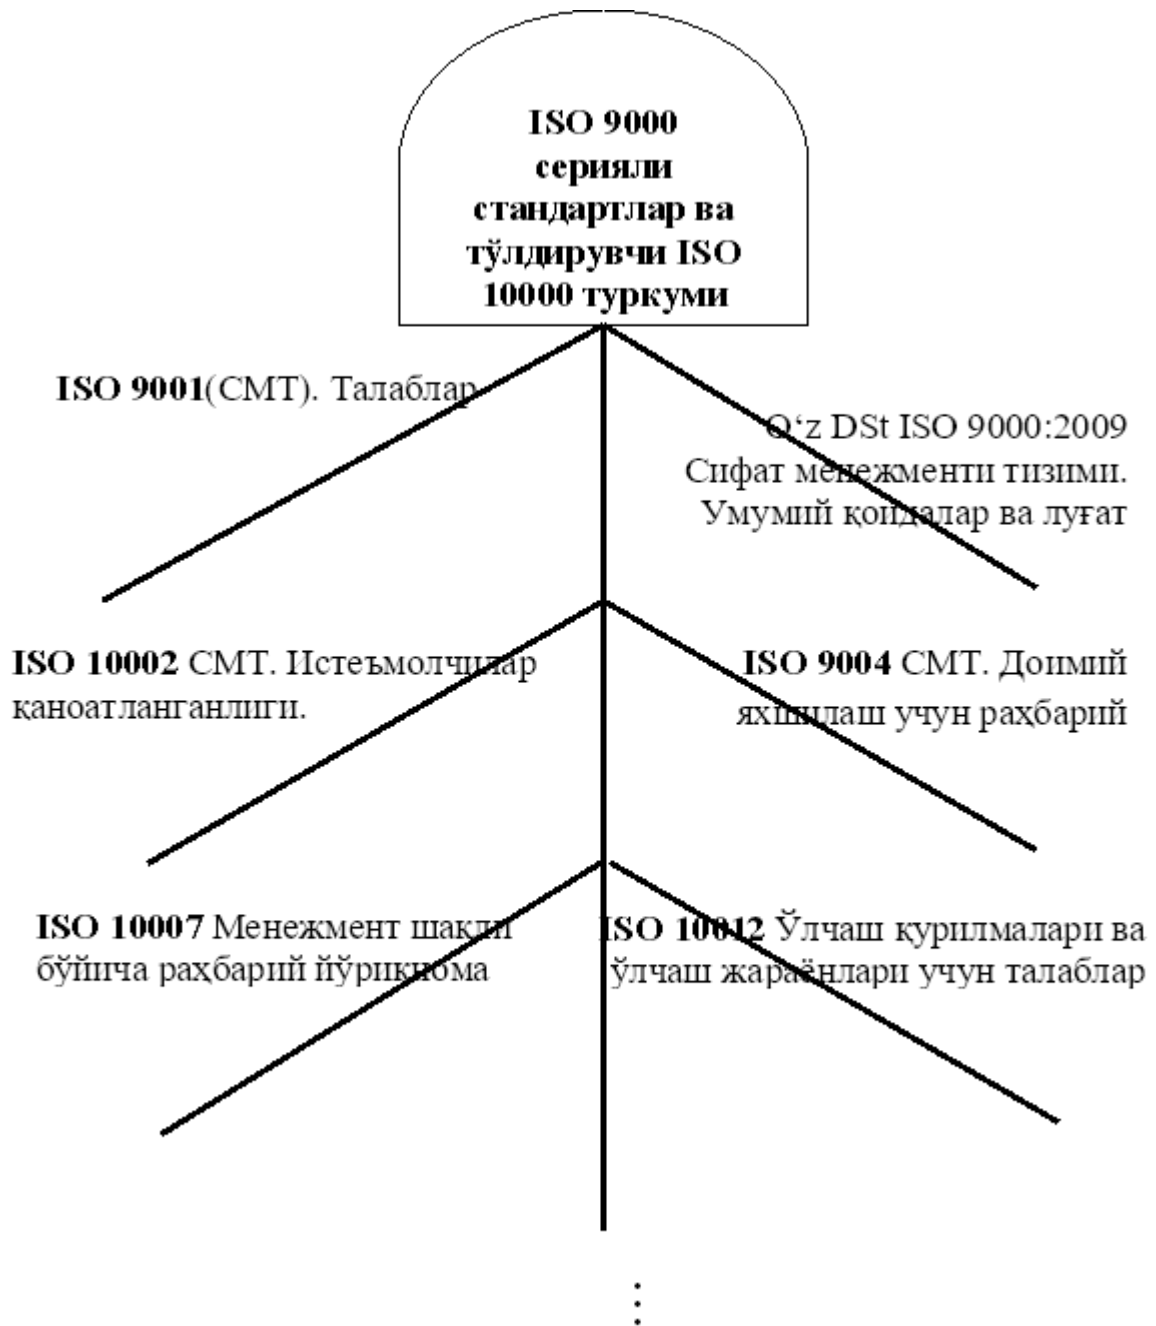 ISO 9000
серияли
стандартлар ва
тўлдирувчи ISO
10000 туркуми
ISO 9001(СМТ). Талаблар
O‘z DSt ISO 9000:2009
Сифат менежменти тизими.
Умумий қоидалар ва луғат
ISO 10002 СМТ. Истеъмолчилар
қаноатланганлиги.
ISO 9004 СМТ. Доимий
яхшилаш учун раҳбарий
ISO 10007 Менежмент шакли
бўйича раҳбарий йўриқнома
ISO 10012 Ўлчаш қурилмалари ва
ўлчаш жараёнлари учун талаблар